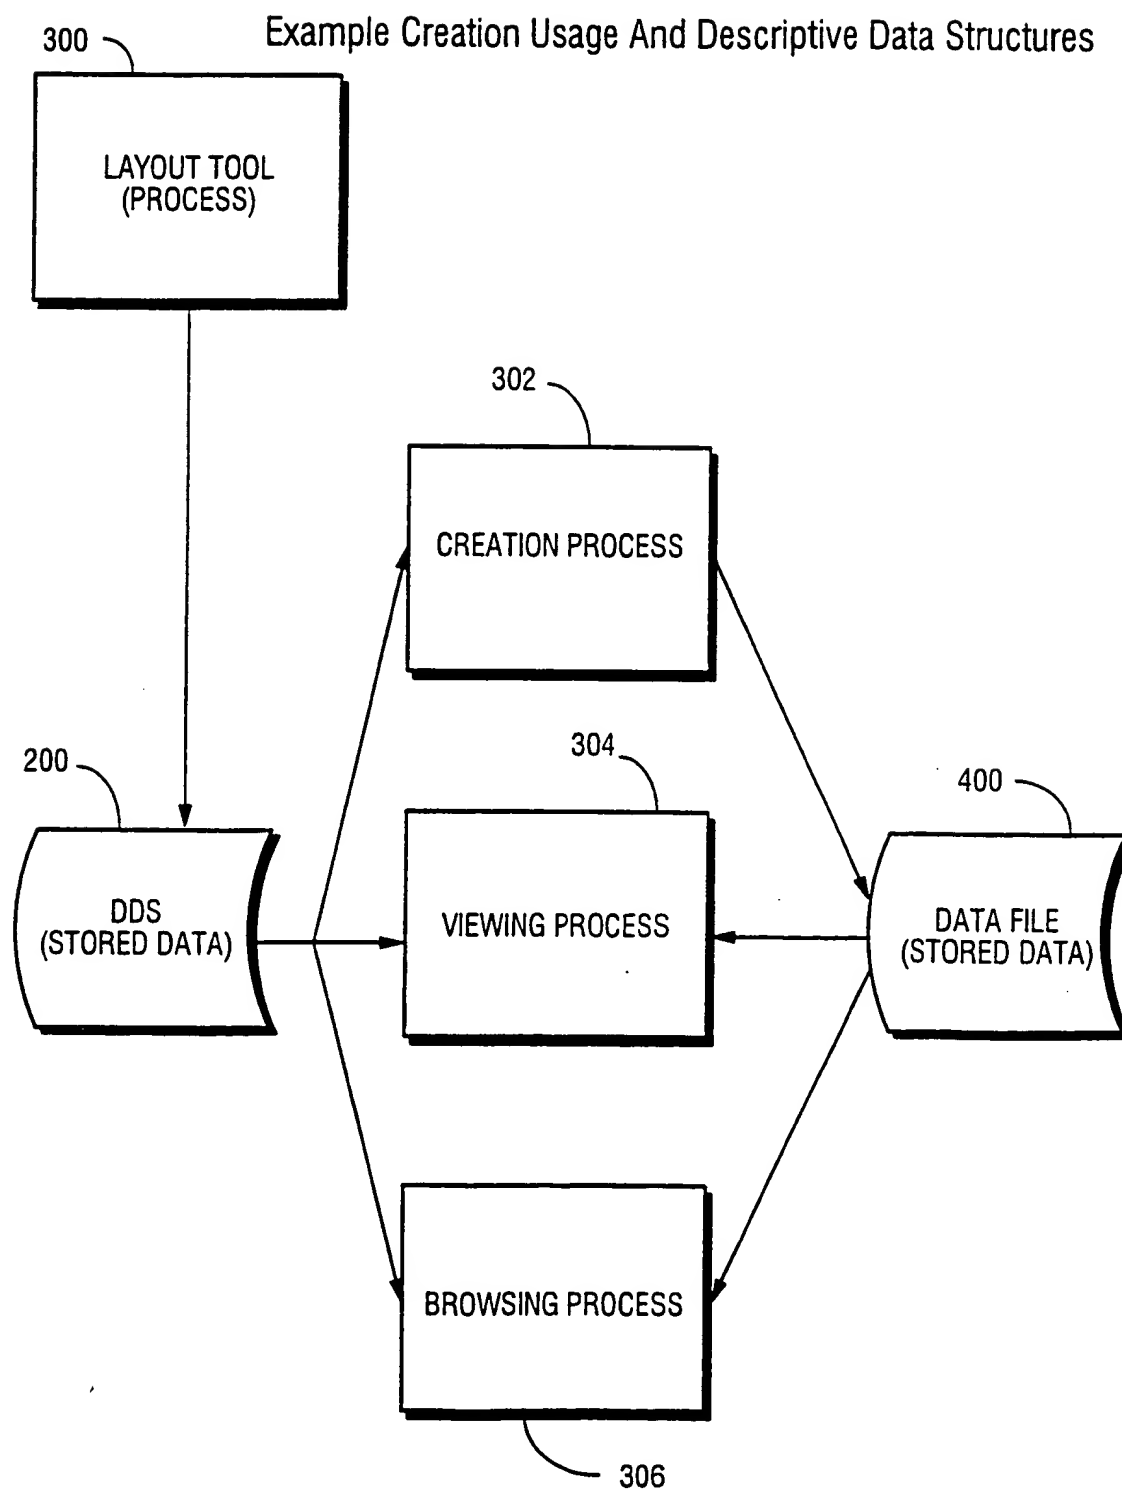 Example Creation Usage And Descriptive Data Structures
300
LAYOUT TOOL
(PROCESS)
302
CREATION PROCESS
200
304
400
DDS
(STORED DATA)
VIEWING PROCESS
DATA FILE
(STORED DATA)
BROWSING PROCESS
306